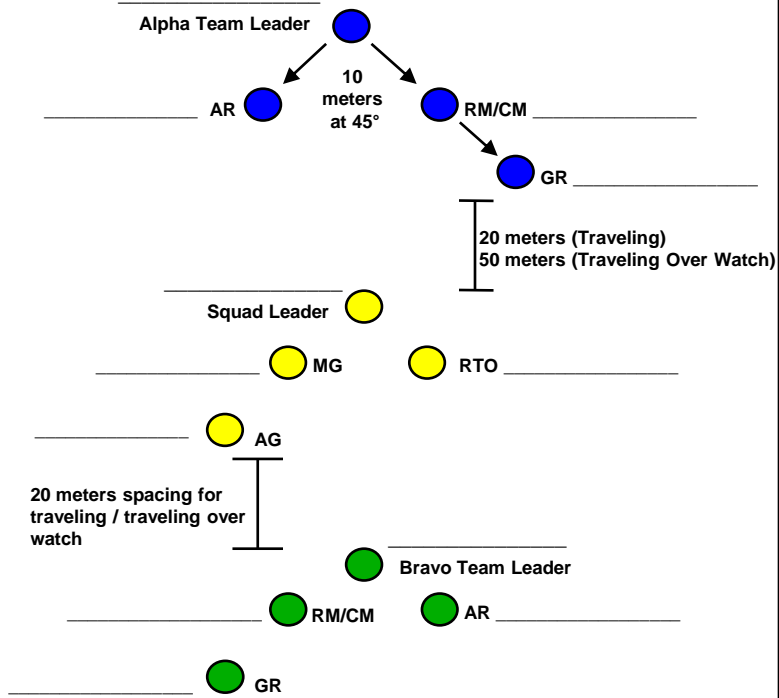 Alpha Team Leader
10
meters
at 45°
AR
RM/CM
GR
20 meters (Traveling)
50 meters (Traveling Over Watch)
Squad Leader
MG
RTO
AG
20 meters spacing for
traveling / traveling over
watch
Bravo Team Leader
RM/CM
AR
GR